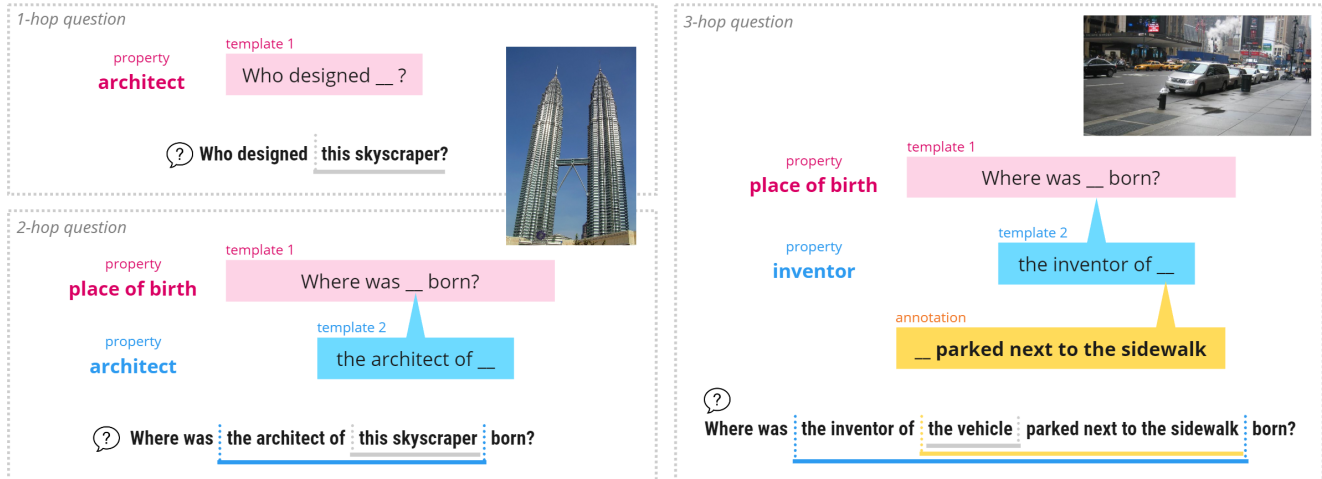 1-hop question
template 1
property
architect
Who designed __ ?
? Who designed this skyscraper?
2-hop question
template 1
property
place of birth
Where was __ born?
template 2
property
architect
the architect of __
? Where was the architect of this skyscraper born?
3-hop question
template 1
property
place of birth
Where was __ born?
template 2
property
inventor
the inventor of __
annotation
__ parked next to the sidewalk
?
Where was the inventor of the vehicle parked next to the sidewalk born?